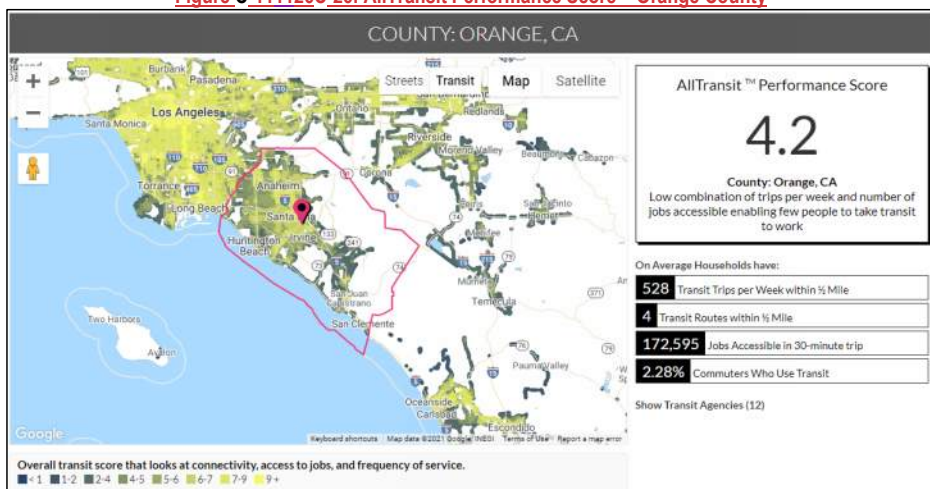 COUNTY: ORANGE, CA
Streets
Transit
Map
Satellite
Burbank
Pasadena
Los Angeles
Santa Monica
Ontario
Redlands
Riverside
Moreno Valley
Beaumont
Cabazon
Corona
Torrance
Long Beach
Anaheim
Irvine
Huntington
Beach
San Juan
Capistrano
San Clemente
Menifee
Temecula
Two Harbors
Avalon
Pauma Valley
Oceanside
Carlsbad
Escondido
Google
Keyboard shortcuts
Map data ©2021 Google, INEGI
Terms of Use
Report a map error
AllTransit ™ Performance Score
4.2
County: Orange, CA
Low combination of trips per week and number of
jobs accessible enabling few people to take transit
to work
On Average Households have:
528 Transit Trips per Week within ½ Mile
4 Transit Routes within ½ Mile
172,595 Jobs Accessible in 30-minute trip
2.28% Commuters Who Use Transit
Show Transit Agencies (12)
Overall transit score that looks at connectivity, access to jobs, and frequency of service.
<1 1-2 2-4 4-5 5-6 6-7 7-9 9+